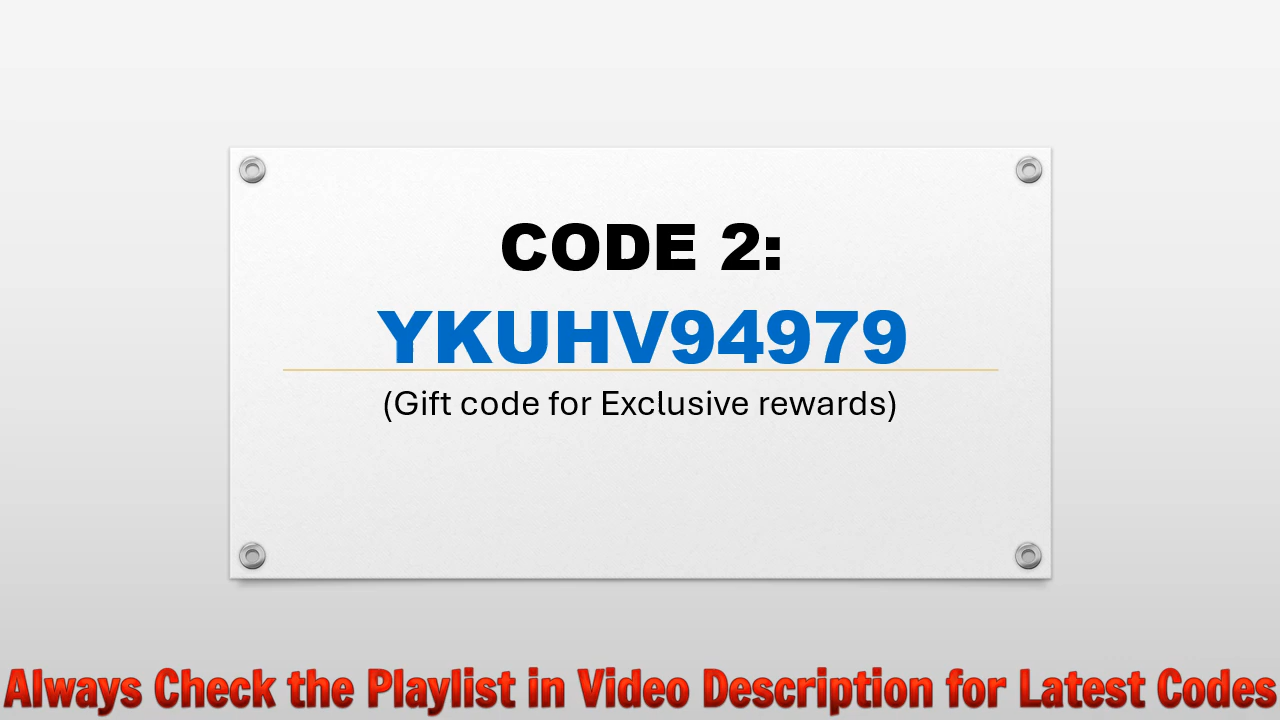 CODE 2:
YKUHV94979
(Gift code for Exclusive rewards)
Always Check the Playlist in Video Description for Latest Codes